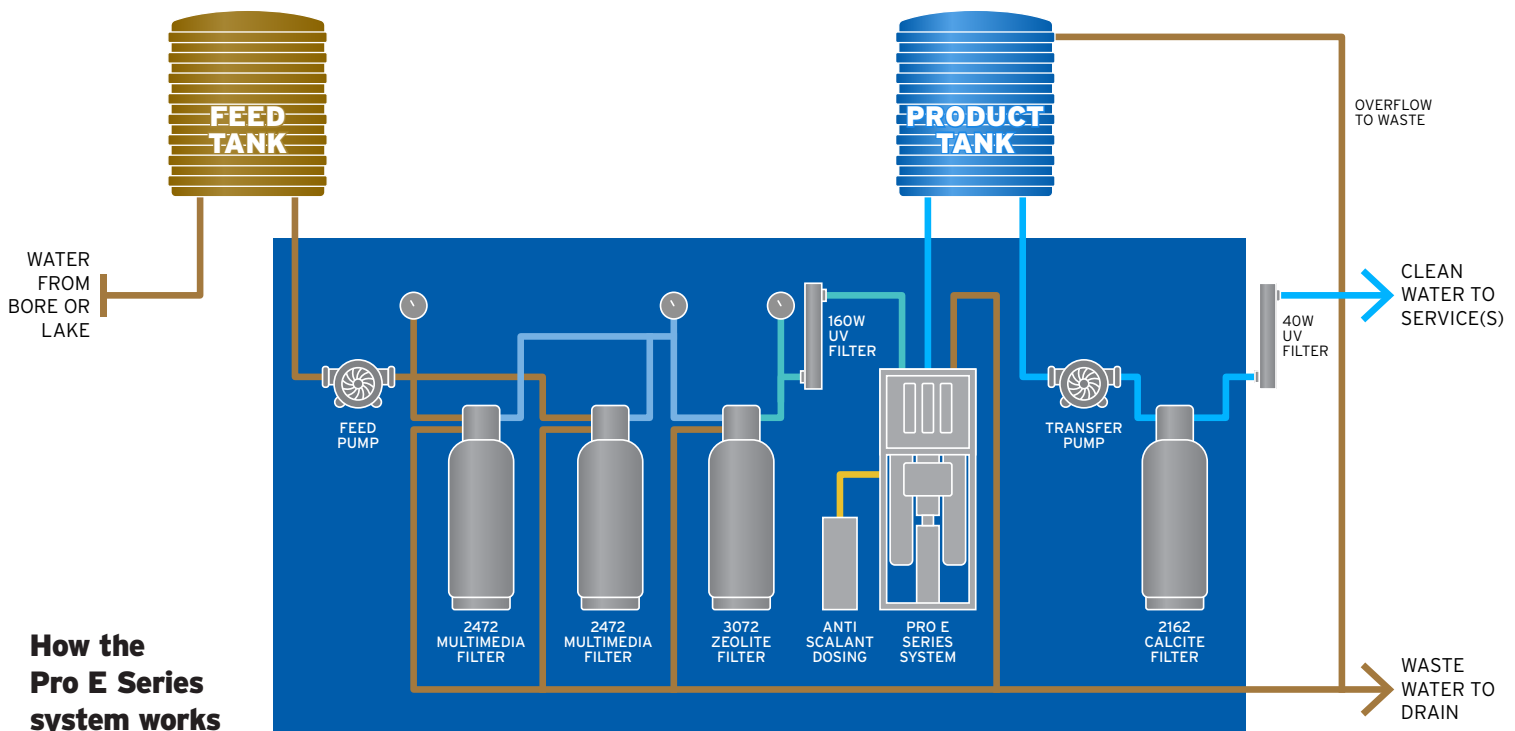 FEED
TANK
PRODUCT
TANK
OVERFLOW
TO WASTE
WATER
FROM
BORE OR
LAKE
CLEAN
WATER TO
SERVICE(S)
160W
UV
FILTER
40W
UV
FILTER
FEED
PUMP
TRANSFER
PUMP
2472
MULTIMEDIA
FILTER
2472
MULTIMEDIA
FILTER
3072
ZEOLITE
FILTER
ANTI
SCALANT
DOSING
PRO E
SERIES
SYSTEM
2162
CALCITE
FILTER
How the
Pro E Series
system works
WASTE
WATER TO
DRAIN